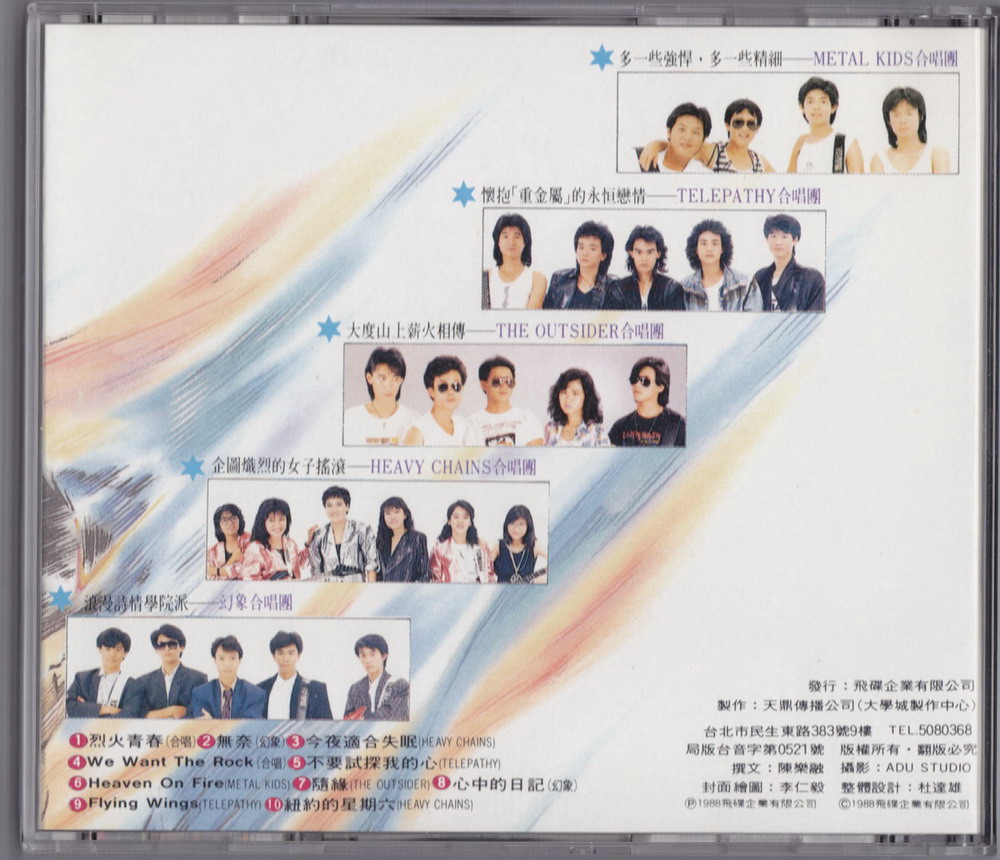 多一些強悍，多一些精細——METAL KIDS合唱團
懷抱「重金屬」的永恒戀情——TELEPATHY合唱團
大度山上薪火相傳——THE OUTSIDER合唱團
企圖熾烈的女子搖滾——HEAVY CHAINS合唱團
浪漫詩情學院派——幻象合唱團
1烈火青春(合唱)2無奈(幻象)3今夜適合失眠(HEAVY CHAINS)
4We Want The Rock(合唱)5不要試探我的心(TELEPATHY)
6Heaven On Fire(METAL KIDS)7隨緣(THE OUTSIDER)8心中的日記(幻象)
9Flying Wings(TELEPATHY)10紐約的星期六(HEAVY CHAINS)
發行：飛碟企業有限公司
製作：天鼎傳播公司(大學城製作中心)
台北市民生東路383號9樓 TEL.5080368
局版台音字第0521號 版權所有・翻版必究
撰文：陳樂融 攝影：ADU STUDIO
封面繪圖：李仁毅 整體設計：杜達雄
Ⓟ1988飛碟企業有限公司 Ⓒ1988飛碟企業有限公司